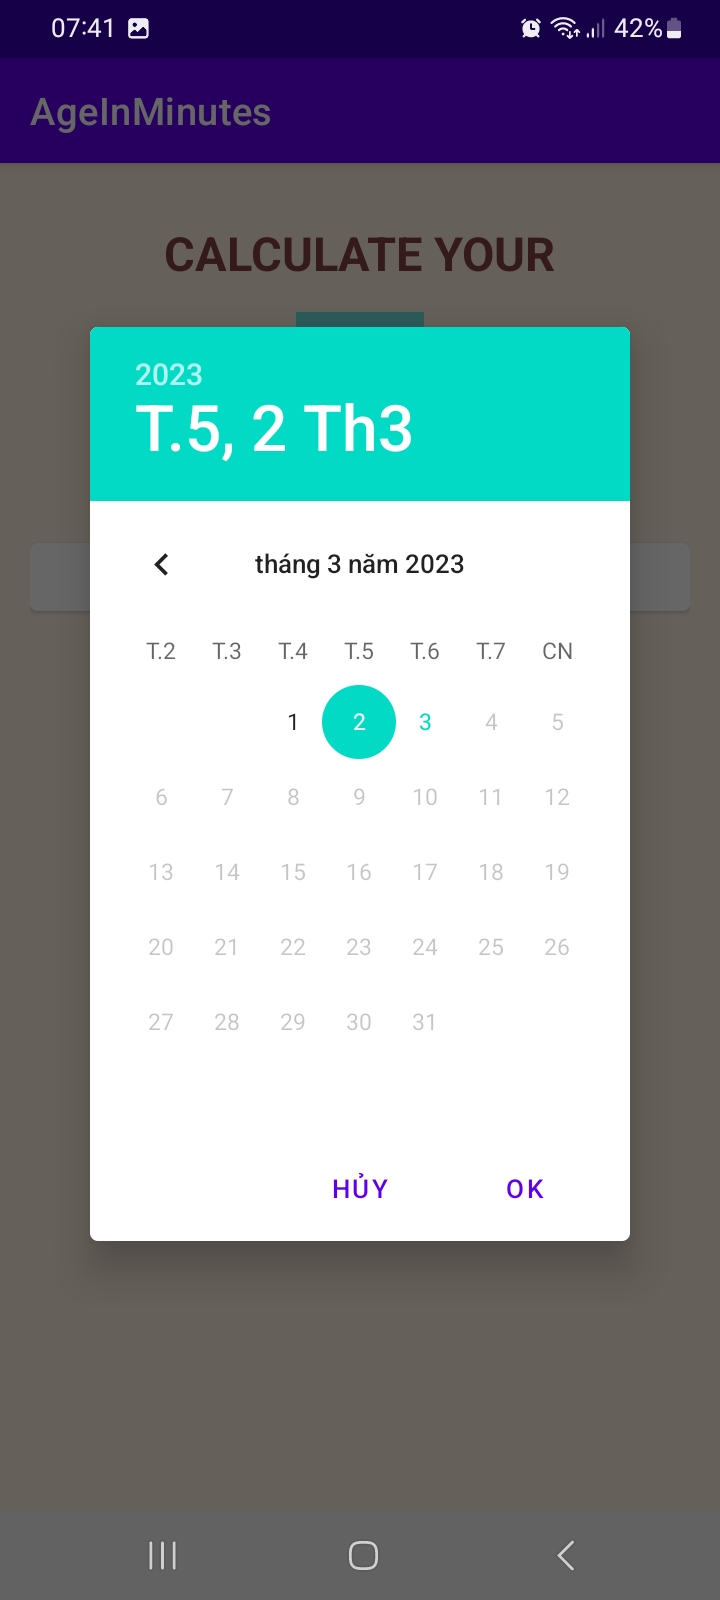 07:41 42%
AgeInMinutes
CALCULATE YOUR
2023
T.5, 2 Th3
tháng 3 năm 2023
T.2 T.3 T.4 T.5 T.6 T.7 CN
1 2 3 4 5
6 7 8 9 10 11 12
13 14 15 16 17 18 19
20 21 22 23 24 25 26
27 28 29 30 31
HỦY OK